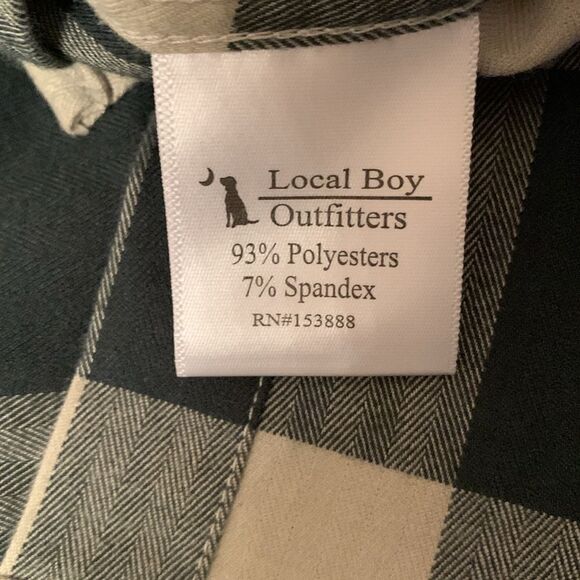 Local Boy
Outfitters
93% Polyesters
7% Spandex
RN#153888